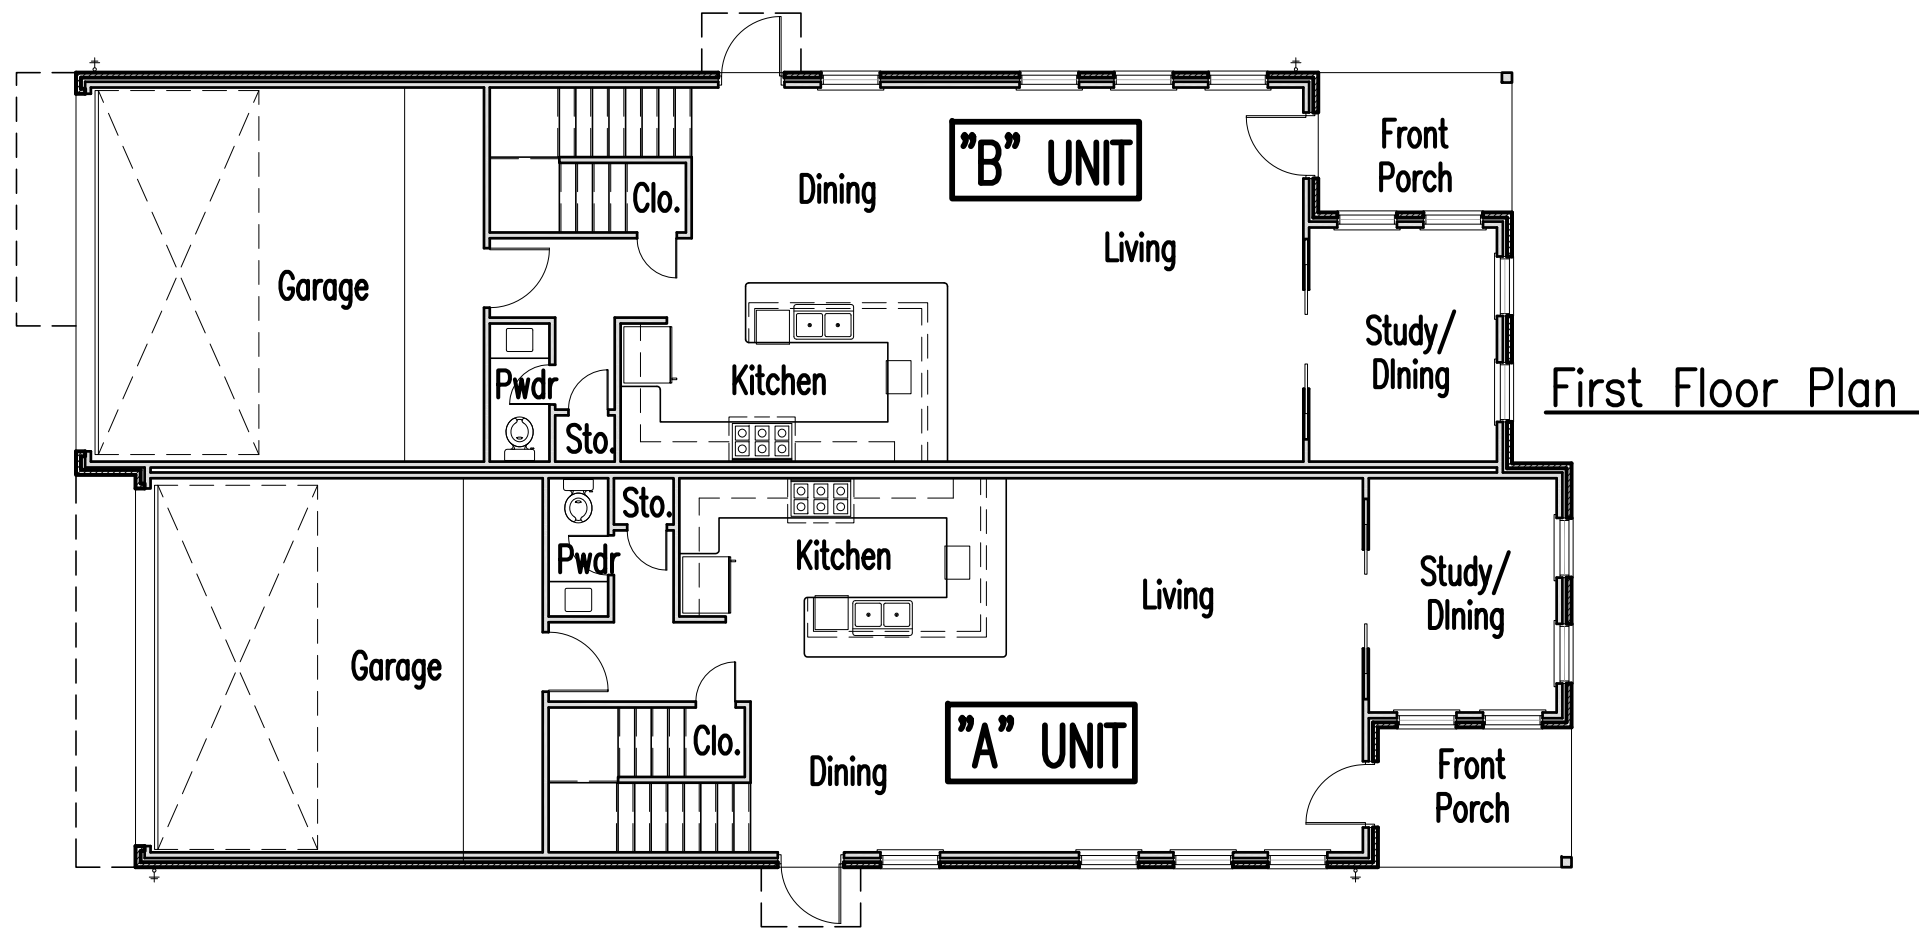 "B" UNIT
Front
Porch
Dining
Clo.
Living
Garage
Study/
DIning
Kitchen
Pwdr
Sto.
First Floor Plan
Sto.
Pwdr
Kitchen
Living
Study/
DIning
Garage
"A" UNIT
Clo.
Dining
Front
Porch